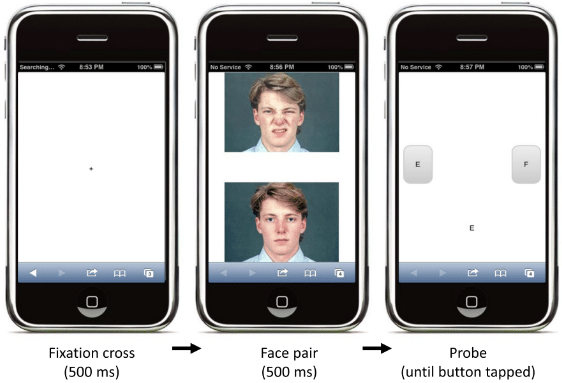 Searching... 8:53 PM 100%
No Service 8:56 PM 100%
No Service 8:57 PM 100%
+
E F
E
Fixation cross
(500 ms)
Face pair
(500 ms)
Probe
(until button tapped)